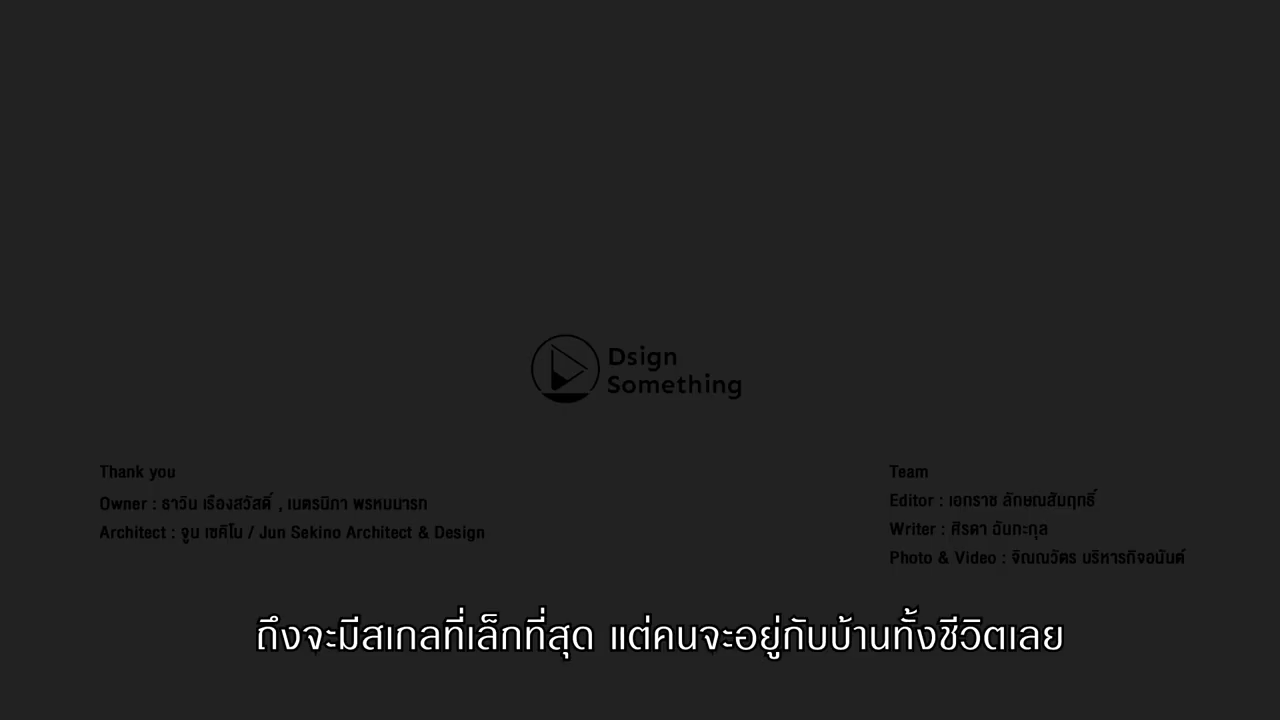 Dsign
Something
Thank you
Owner : ธาวิน เรืองสวัสดิ์ , เนตรนิภา พรหมนารท
Architect : จูน เซคิโน / Jun Sekino Architect & Design
Team
Editor : เอกราช ลักษณสัมฤทธิ์
Writer : ศิรดา ฉันทะกุล
Photo & Video : จิณณวัตร บริหารกิจอนันต์
ถึงจะมีสเกลที่เล็กที่สุด แต่คนจะอยู่กับบ้านทั้งชีวิตเลย